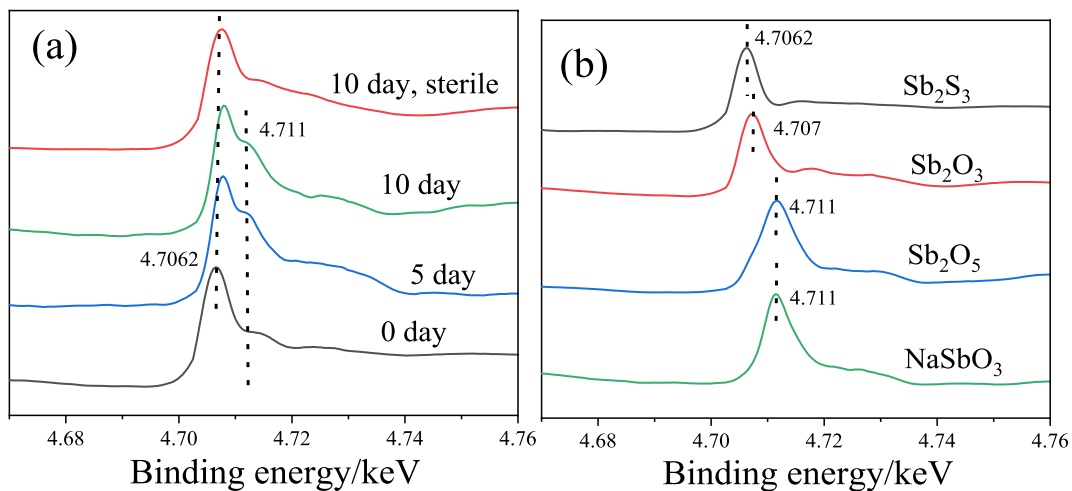 (a)
10 day, sterile
4.711
10 day
4.7062
5 day
0 day
4.68 4.70 4.72 4.74 4.76
Binding energy/keV
(b)
4.7062
Sb₂S₃
4.707
Sb₂O₃
4.711
Sb₂O₅
4.711
NaSbO₃
4.68 4.70 4.72 4.74 4.76
Binding energy/keV